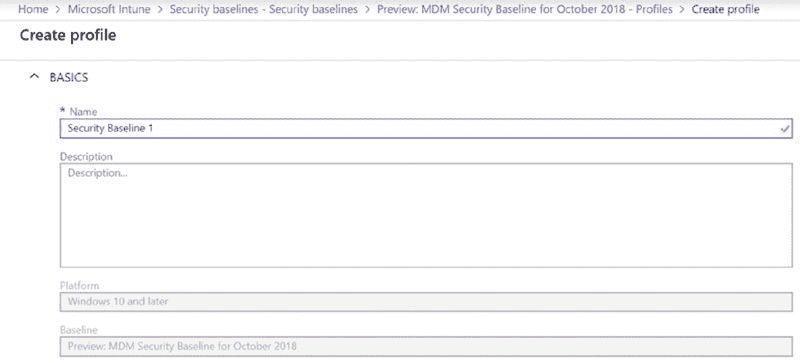 Home > Microsoft Intune > Security baselines - Security baselines > Preview: MDM Security Baseline for October 2018 - Profiles > Create profile
Create profile
BASICS
* Name
Security Baseline 1
Description
Description...
Platform
Windows 10 and later
Baseline
Preview: MDM Security Baseline for October 2018